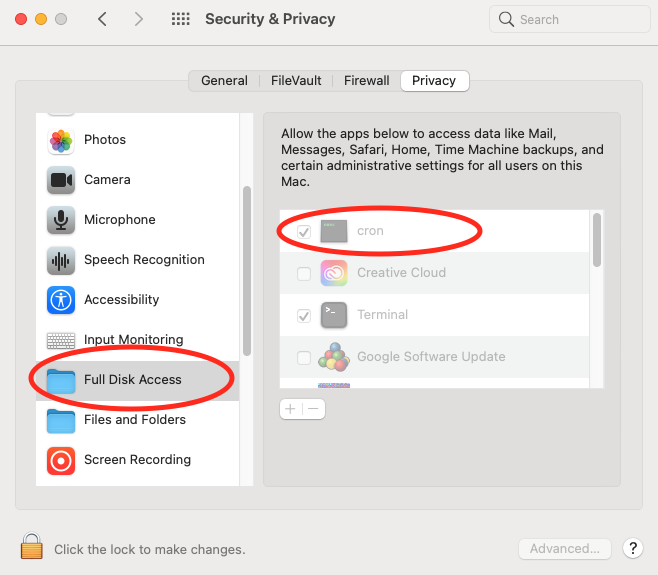 Security & Privacy
Search
General
FileVault
Firewall
Privacy
Photos
Camera
Microphone
Speech Recognition
Accessibility
Input Monitoring
Full Disk Access
Files and Folders
Screen Recording
Allow the apps below to access data like Mail,
Messages, Safari, Home, Time Machine backups, and
certain administrative settings for all users on this
Mac.
cron
Creative Cloud
Terminal
Google Software Update
Click the lock to make changes.
Advanced...
?